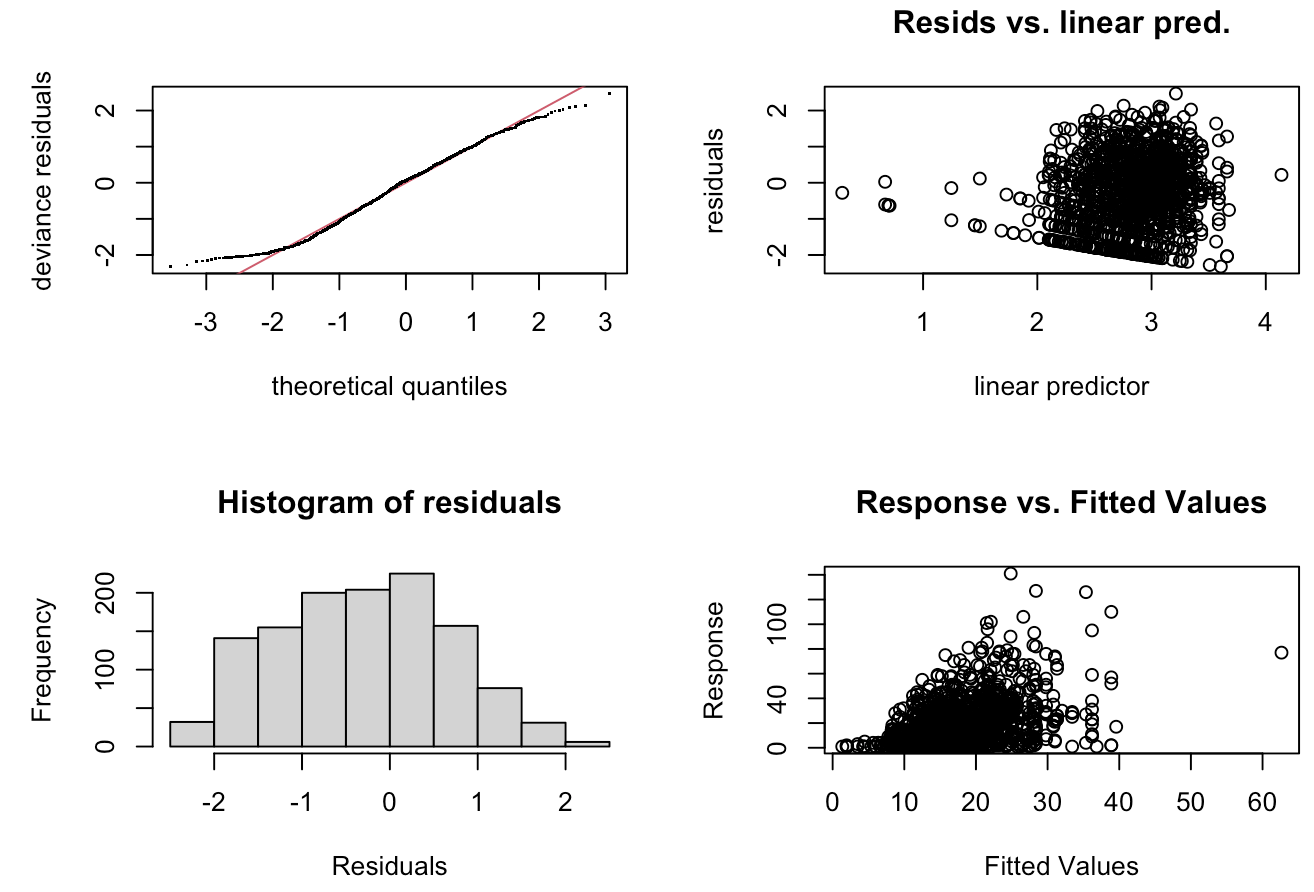 deviance residuals
2
0
-2
-3 -2 -1 0 1 2 3
theoretical quantiles
Resids vs. linear pred.
residuals
2
0
-2
1 2 3 4
linear predictor
Histogram of residuals
Frequency
200
100
0
-2 -1 0 1 2
Residuals
Response vs. Fitted Values
Response
100
40
0
0 10 20 30 40 50 60
Fitted Values